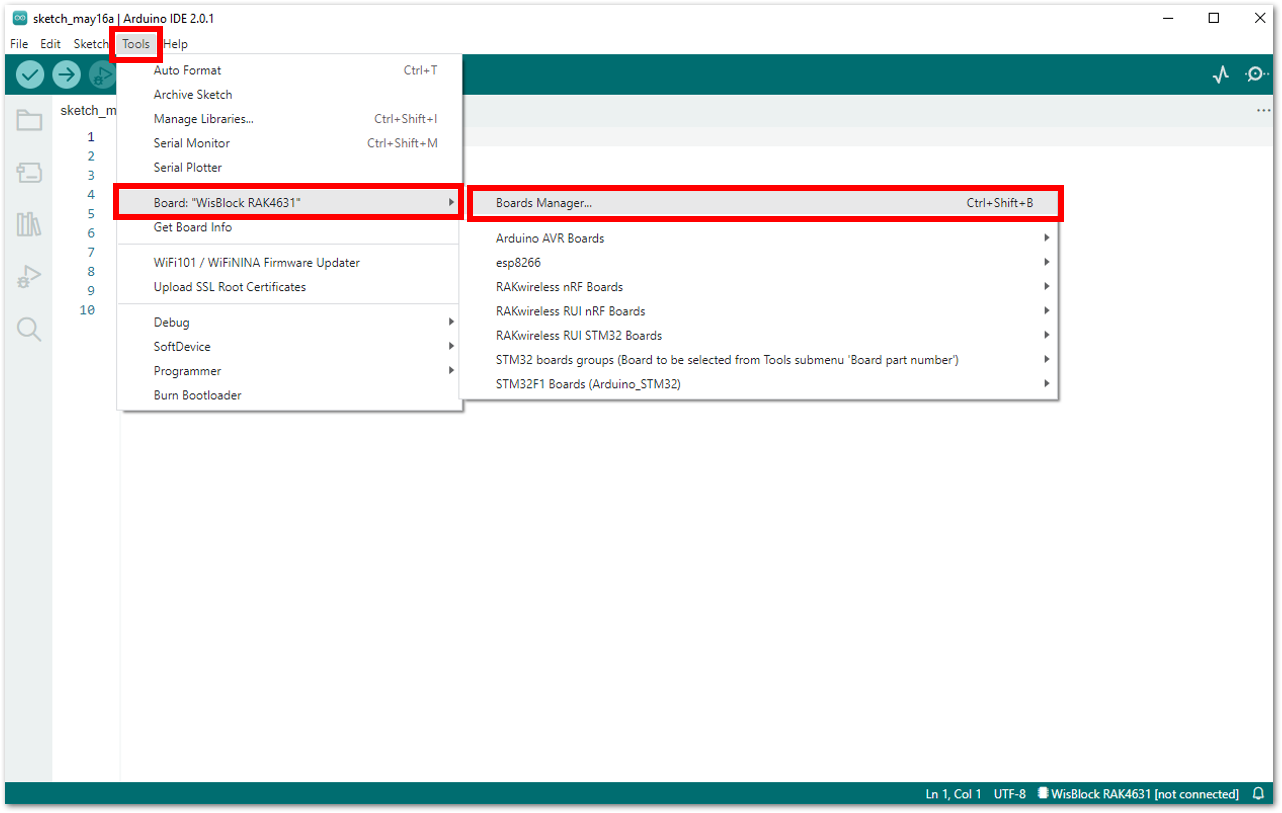 sketch_may16a | Arduino IDE 2.0.1
File Edit Sketch Tools Help
sketch_m
Auto Format Ctrl+T
Archive Sketch
Manage Libraries... Ctrl+Shift+I
Serial Monitor Ctrl+Shift+M
Serial Plotter
Board: "WisBlock RAK4631"
Get Board Info
WiFi101 / WiFiNINA Firmware Updater
Upload SSL Root Certificates
Debug
SoftDevice
Programmer
Burn Bootloader
Boards Manager... Ctrl+Shift+B
Arduino AVR Boards
esp8266
RAKwireless nRF Boards
RAKwireless RUI nRF Boards
RAKwireless RUI STM32 Boards
STM32 boards groups (Board to be selected from Tools submenu 'Board part number')
STM32F1 Boards (Arduino_STM32)
1
2
3
4
5
6
7
8
9
10
Ln 1, Col 1 UTF-8 WisBlock RAK4631 [not connected]